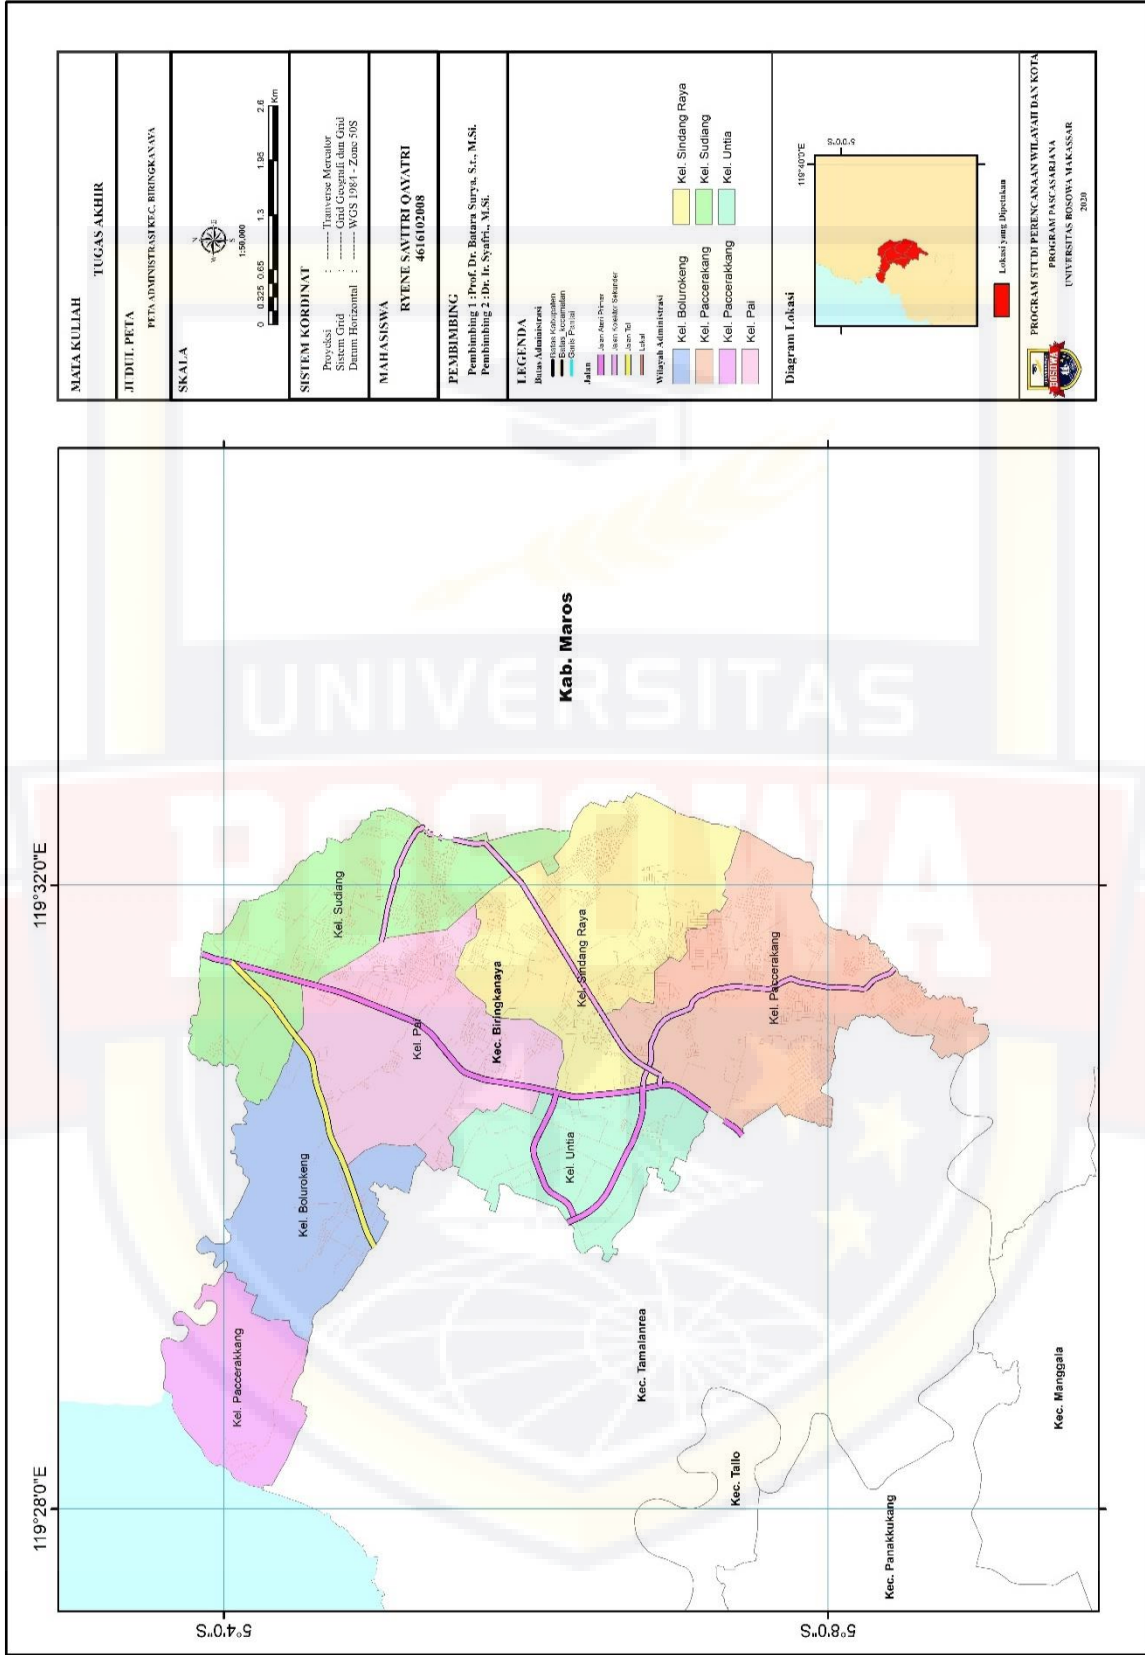 MATA KULIAH
TUGAS AKHIR
JUDUL PETA
PETA ADMINISTRASI KEC. BIRINGKANAYA
SKALA
N
S
1:50,000
0 0.325 0.65 1.3 1.95 2.6
Km
SISTEM KORDINAT
Proyeksi : ------- Tranverse Mercator
Sistem Grid : ------- Grid Geografi dan Grid
Datum Horizontal : ------- WGS 1984 - Zone 50S
MAHASISWA
RYENE SAVITRI QAYATRI
4616102008
PEMBIMBING
Pembimbing 1 : Prof. Dr. Batara Surya, S.t., M.Si.
Pembimbing 2 : Dr. Ir. Syafri., M.Si.
LEGENDA
Batas Administrasi
Batas Kabupaten
Batas_kecamatan
Garis Pantai
Jalan
Jalan Arteri Primer
Jalan Kolektor Sekunder
Jalan Tol
Lokal
Wilayah Administrasi
Kel. Bolurokeng
Kel. Paccerakang
Kel. Paccerakkang
Kel. Pai
Kel. Sindang Raya
Kel. Sudiang
Kel. Untia
Diagram Lokasi
119°40'0"E
5°0'0"S
Lokasi yang Dipetakan
PROGRAM STUDI PERENCANAAN WILAYAH DAN KOTA
PROGRAM PASCASARJANA
UNIVERSITAS BOSOWA MAKASSAR
2020
BOSOWA
119°28'0"E
119°32'0"E
5°4'0"S
5°8'0"S
Kel. Paccerakkang
Kel. Bolurokeng
Kel. Sudiang
Kel. Pai
Kec. Biringkanaya
Kel. Untia
Kel. Sindang Raya
Kel. Paccerakang
Kab. Maros
Kec. Tamalanrea
Kec. Tallo
Kec. Panakkukang
Kec. Manggala
UNIVERSITAS
BOSOWA